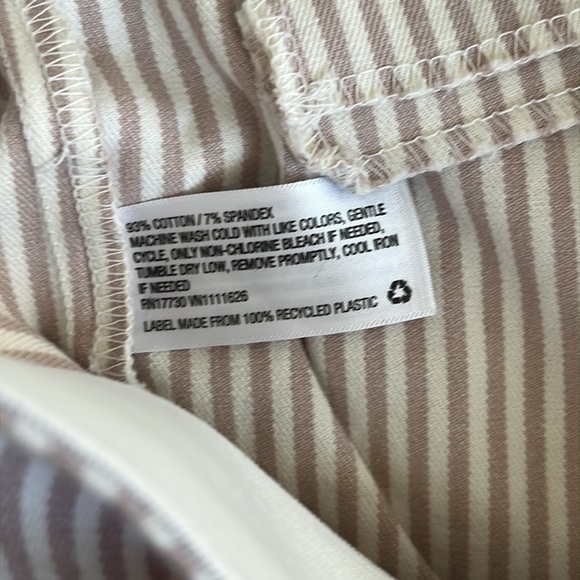 93% COTTON / 7% SPANDEX
MACHINE WASH COLD WITH LIKE COLORS, GENTLE
CYCLE, ONLY NON-CHLORINE BLEACH IF NEEDED,
TUMBLE DRY LOW, REMOVE PROMPTLY, COOL IRON
IF NEEDED
RN17730 VN1111626
LABEL MADE FROM 100% RECYCLED PLASTIC